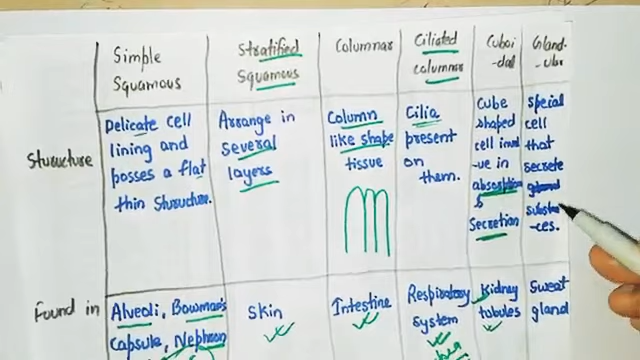 Simple
Squamous
Stratified
Squamous
Columnar
Ciliated
columnar
Cuboi
-dal
Gland-
-ular
Structure
Delicate cell
lining and
posses a flat
thin structure.
Arrange in
several
layers
Column
like shape
tissue
Cilia
present
on
them.
Cube
shaped
cell invol
-ve in
absorption
&
Secretion
special
cell
that
secrete
substan
-ces.
Found in
Alveoli, Bowman's
Capsule, Nephron
Skin
Intestine
Respiratory
system
Kidney
tubules
Sweat
gland